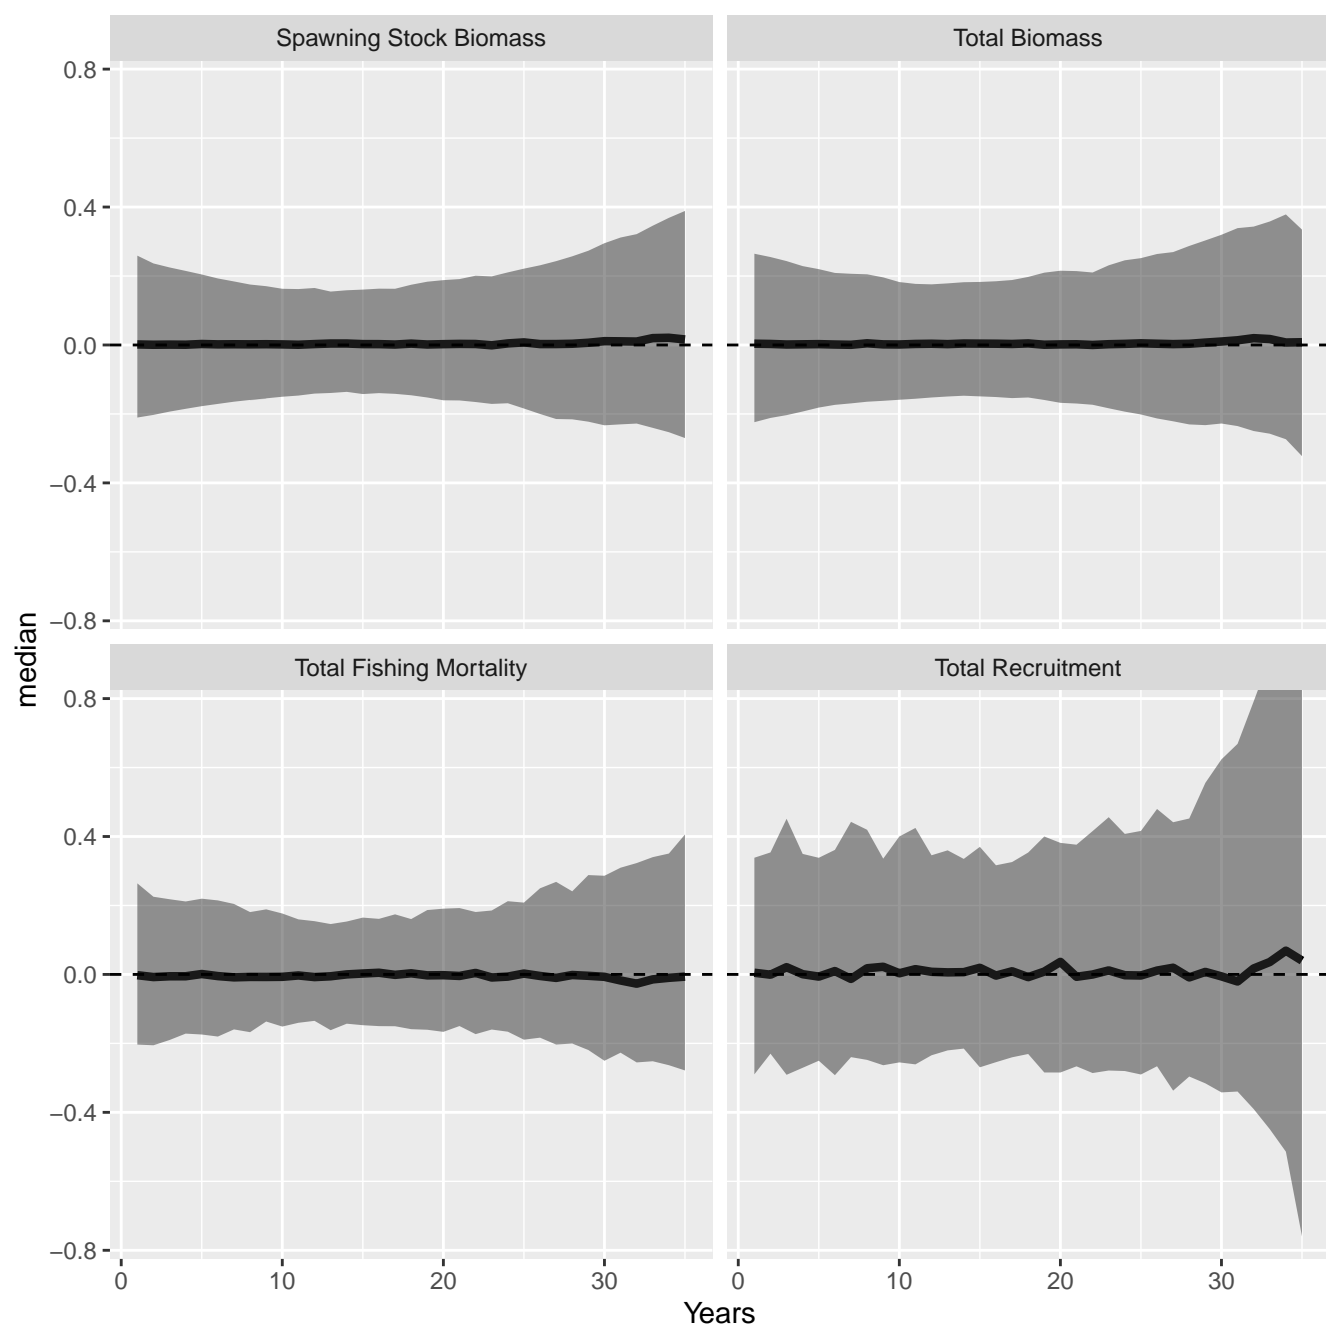 Spawning Stock Biomass
Total Biomass
0.8
0.4
0.0
−0.4
−0.8
median
Total Fishing Mortality
Total Recruitment
0.8
0.4
0.0
−0.4
−0.8
0 10 20 30
0 10 20 30
Years